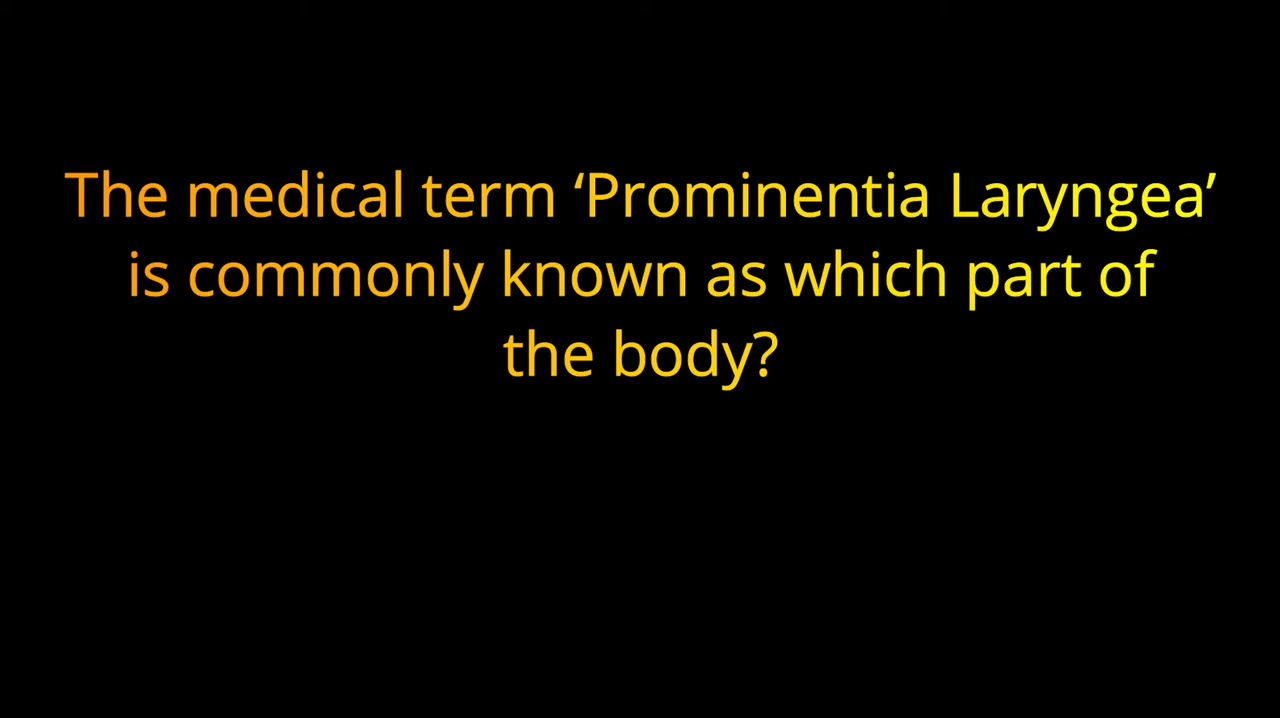 The medical term ‘Prominentia Laryngea’
is commonly known as which part of
the body?